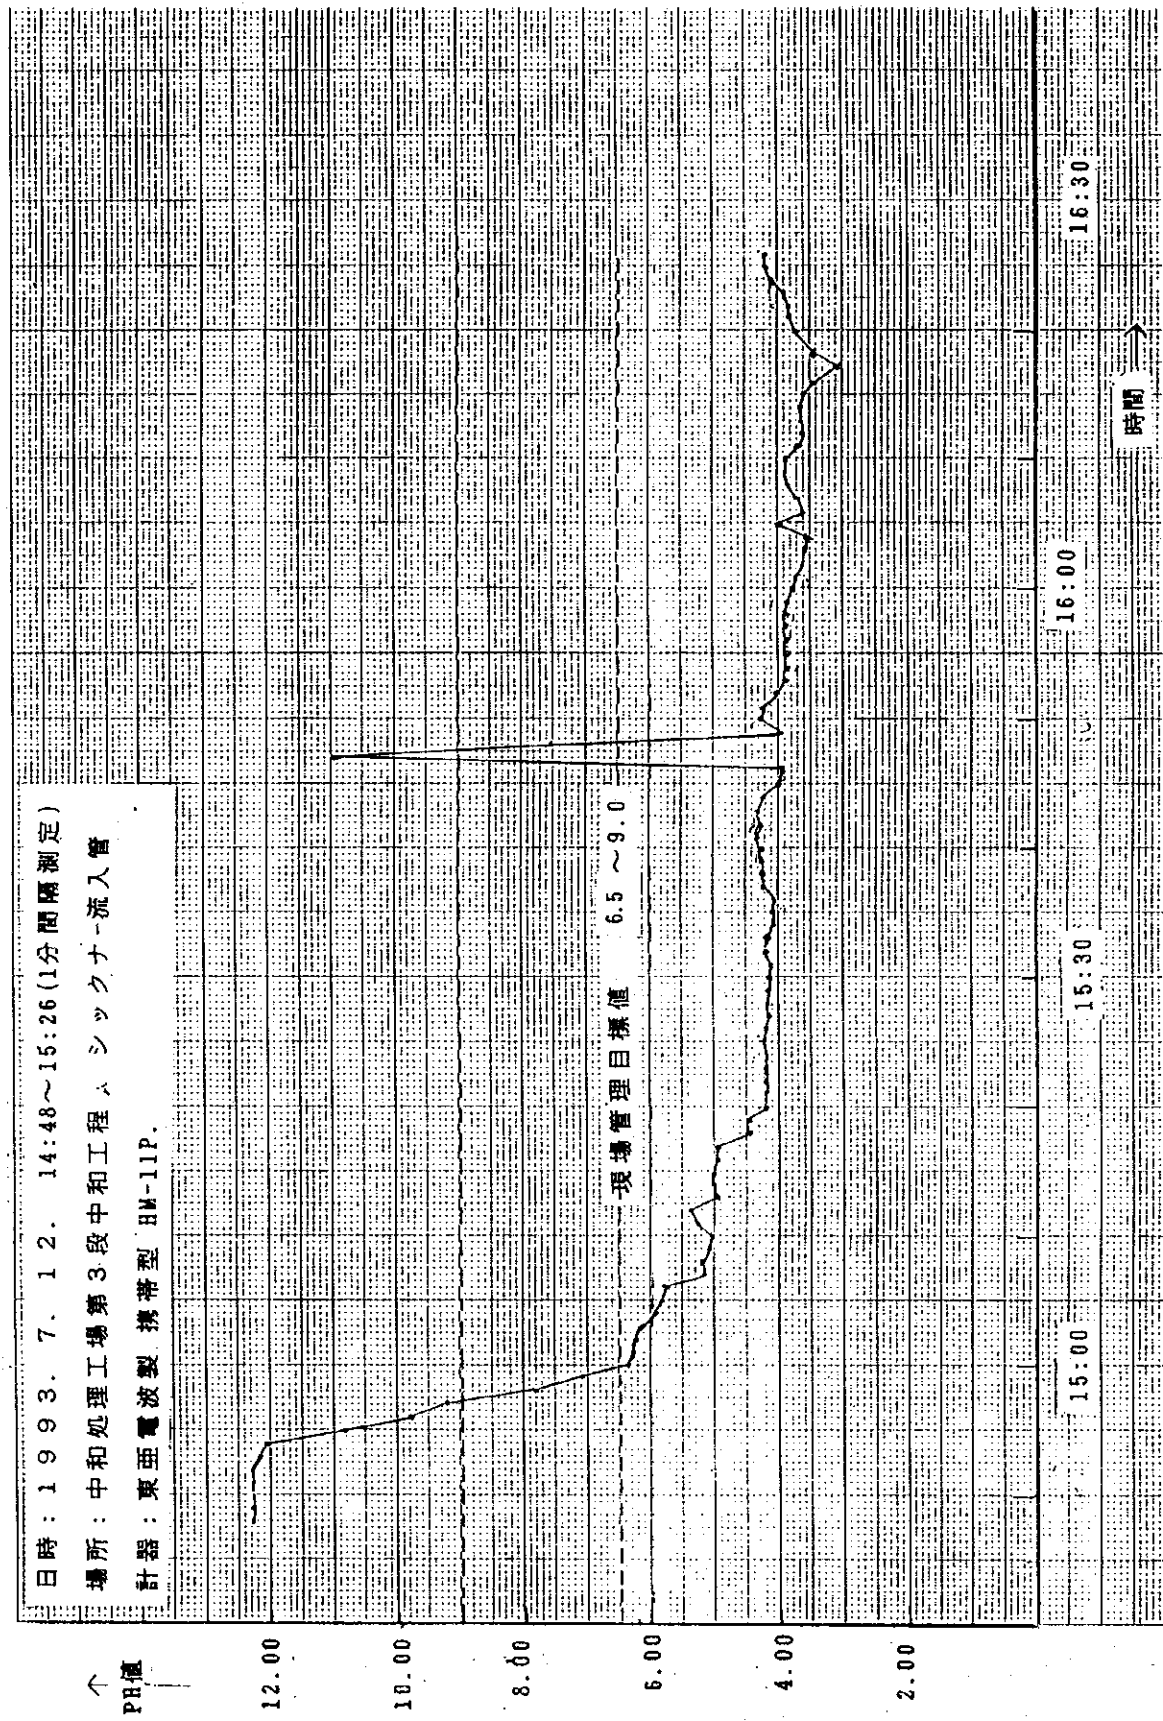 日時：1993．7．12． 14:48～15:26(1分間隔測定)
場所：中和処理工場第3段中和工程 シックナー流入管
計器：東亜電波製 携帯型 HM-11P.
↑
PH値
12.00
10.00
8.00
6.00
4.00
2.00
現場管理目標値 6.5～9.0
15:00
15:30
16:00
16:30
時間 →